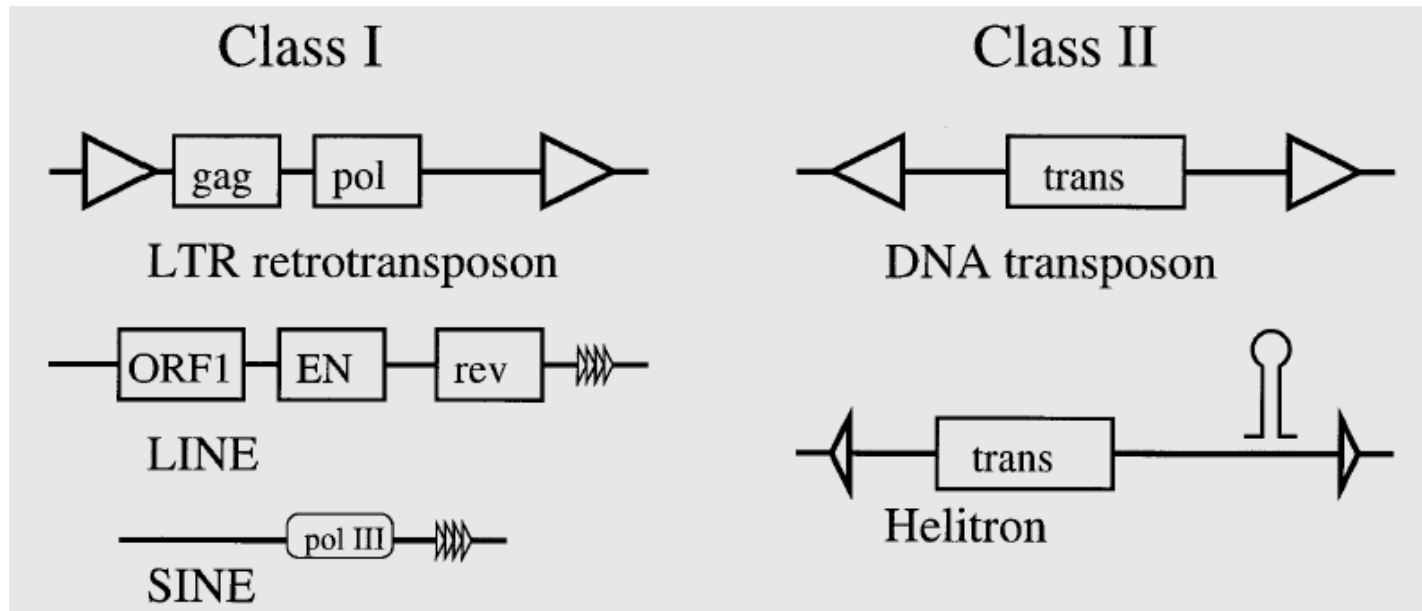 Class I
gag pol
LTR retrotransposon
ORF1 EN rev
LINE
pol III
SINE
Class II
trans
DNA transposon
trans
Helitron